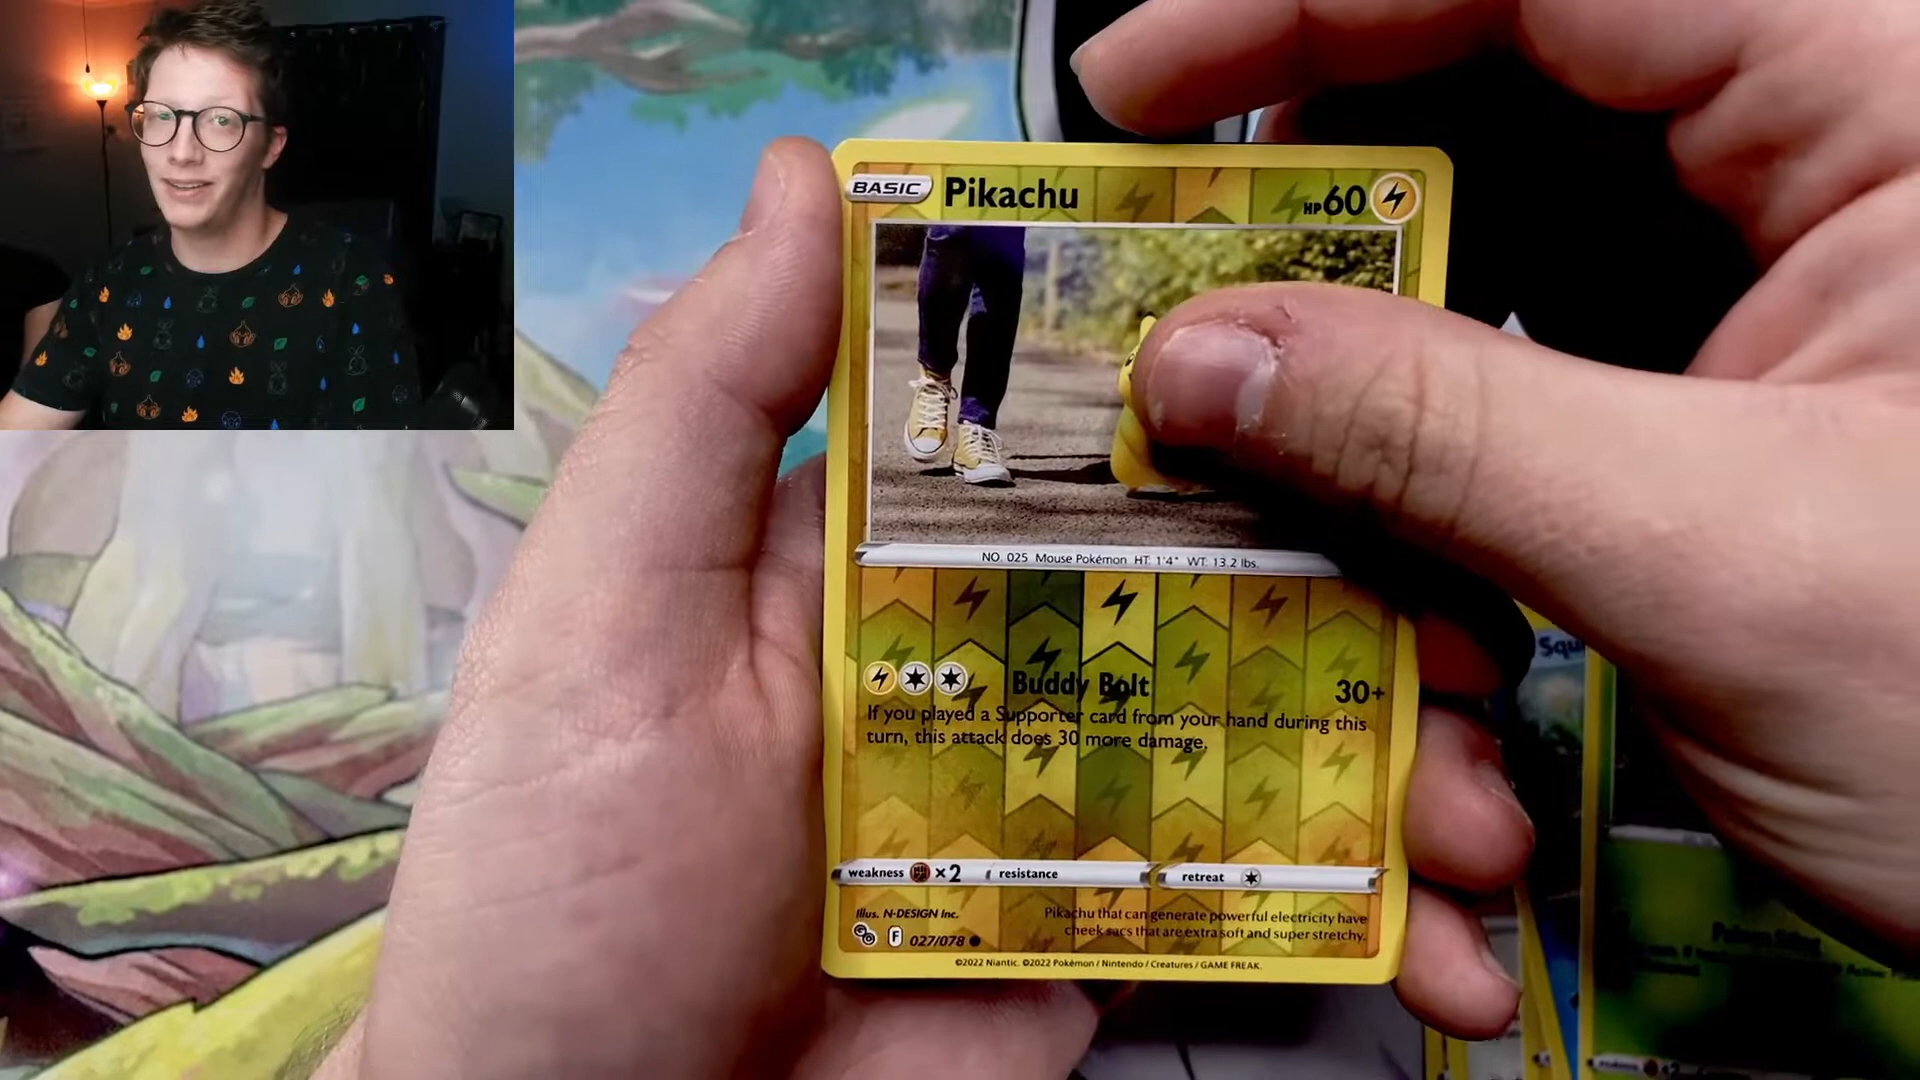 BASIC Pikachu HP60
NO. 025 Mouse Pokémon HT: 1'4" WT: 13.2 lbs.
Buddy Bolt 30+
If you played a Supporter card from your hand during this
turn, this attack does 30 more damage.
weakness ×2 resistance retreat
Illus. N-DESIGN Inc.
F 027/078
Pikachu that can generate powerful electricity have
cheek sacs that are extra soft and super stretchy.
©2022 Niantic. ©2022 Pokémon / Nintendo / Creatures / GAME FREAK.
Squ